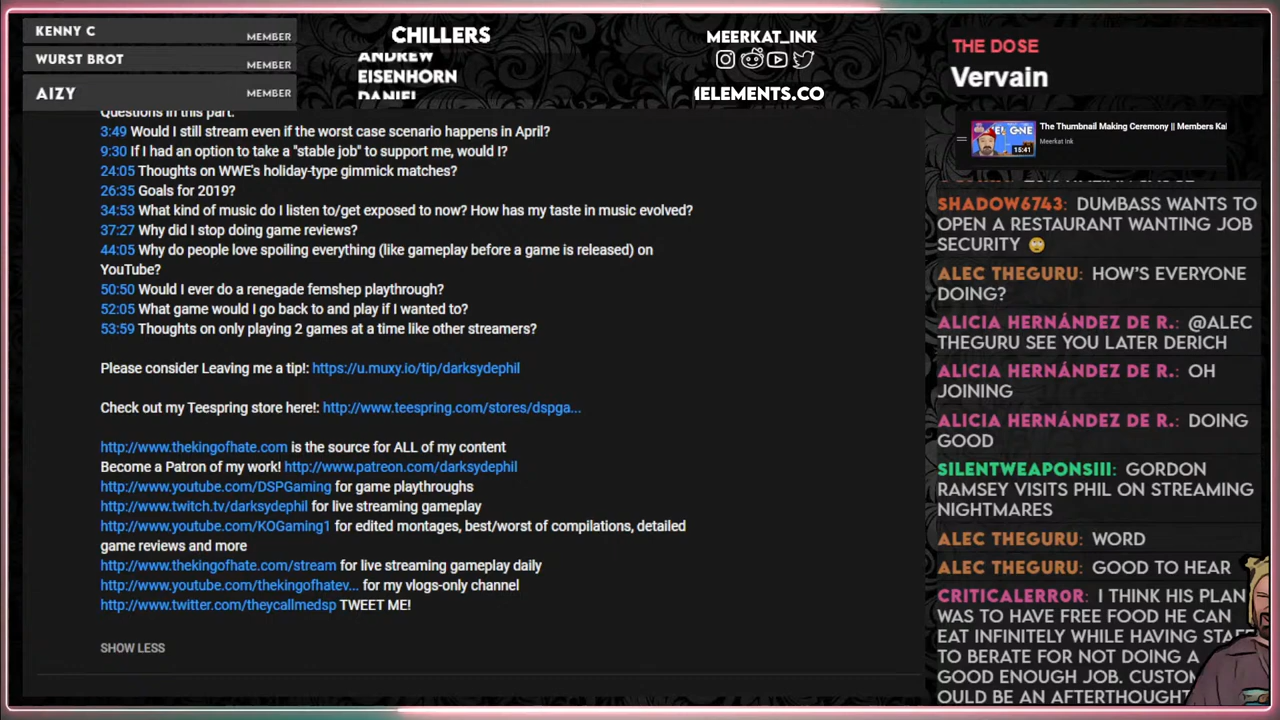 KENNY C MEMBER
WURST BROT MEMBER
AIZY MEMBER
CHILLERS
ANDREW
EISENHORN
DANIEL
MEERKAT_INK
ELEMENTS.CO
THE DOSE
Vervain
The Thumbnail Making Ceremony || Members Kal
Meerkat Ink
15:41
Questions in this part:
3:49 Would I still stream even if the worst case scenario happens in April?
9:30 If I had an option to take a "stable job" to support me, would I?
24:05 Thoughts on WWE's holiday-type gimmick matches?
26:35 Goals for 2019?
34:53 What kind of music do I listen to/get exposed to now? How has my taste in music evolved?
37:27 Why did I stop doing game reviews?
44:05 Why do people love spoiling everything (like gameplay before a game is released) on
YouTube?
50:50 Would I ever do a renegade femshep playthrough?
52:05 What game would I go back to and play if I wanted to?
53:59 Thoughts on only playing 2 games at a time like other streamers?
Please consider Leaving me a tip!: https://u.muxy.io/tip/darksydephil
Check out my Teespring store here!: http://www.teespring.com/stores/dspga...
http://www.thekingofhate.com is the source for ALL of my content
Become a Patron of my work! http://www.patreon.com/darksydephil
http://www.youtube.com/DSPGaming for game playthroughs
http://www.twitch.tv/darksydephil for live streaming gameplay
http://www.youtube.com/KOGaming1 for edited montages, best/worst of compilations, detailed
game reviews and more
http://www.thekingofhate.com/stream for live streaming gameplay daily
http://www.youtube.com/thekingofhatev... for my vlogs-only channel
http://www.twitter.com/theycallmedsp TWEET ME!
SHOW LESS
SHADOW6743: DUMBASS WANTS TO
OPEN A RESTAURANT WANTING JOB
SECURITY 🙄
ALEC THEGURU: HOW'S EVERYONE
DOING?
ALICIA HERNÁNDEZ DE R.: @ALEC
THEGURU SEE YOU LATER DERICH
ALICIA HERNÁNDEZ DE R.: OH
JOINING
ALICIA HERNÁNDEZ DE R.: DOING
GOOD
SILENTWEAPONSIII: GORDON
RAMSEY VISITS PHIL ON STREAMING
NIGHTMARES
ALEC THEGURU: WORD
ALEC THEGURU: GOOD TO HEAR
CRITICALERROR: I THINK HIS PLAN
WAS TO HAVE FREE FOOD HE CAN
EAT INFINITELY WHILE HAVING STAFF
TO BERATE FOR NOT DOING A
GOOD ENOUGH JOB. CUSTOM
OULD BE AN AFTERTHOUGHT